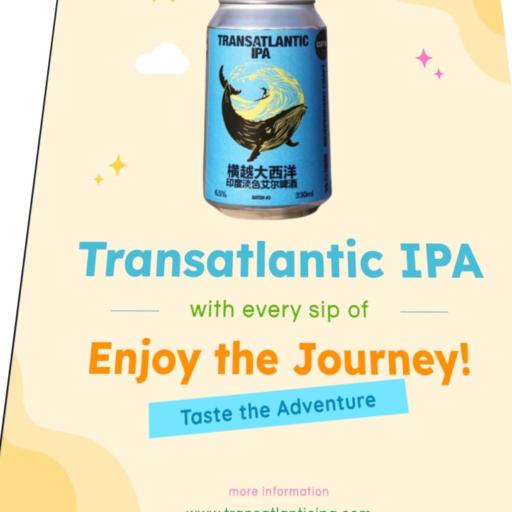 TRANSATLANTIC
IPA
横越大西洋
印度淡色艾尔啤酒
6.5%
330ml
Transatlantic IPA
with every sip of
Enjoy the Journey!
Taste the Adventure
more information